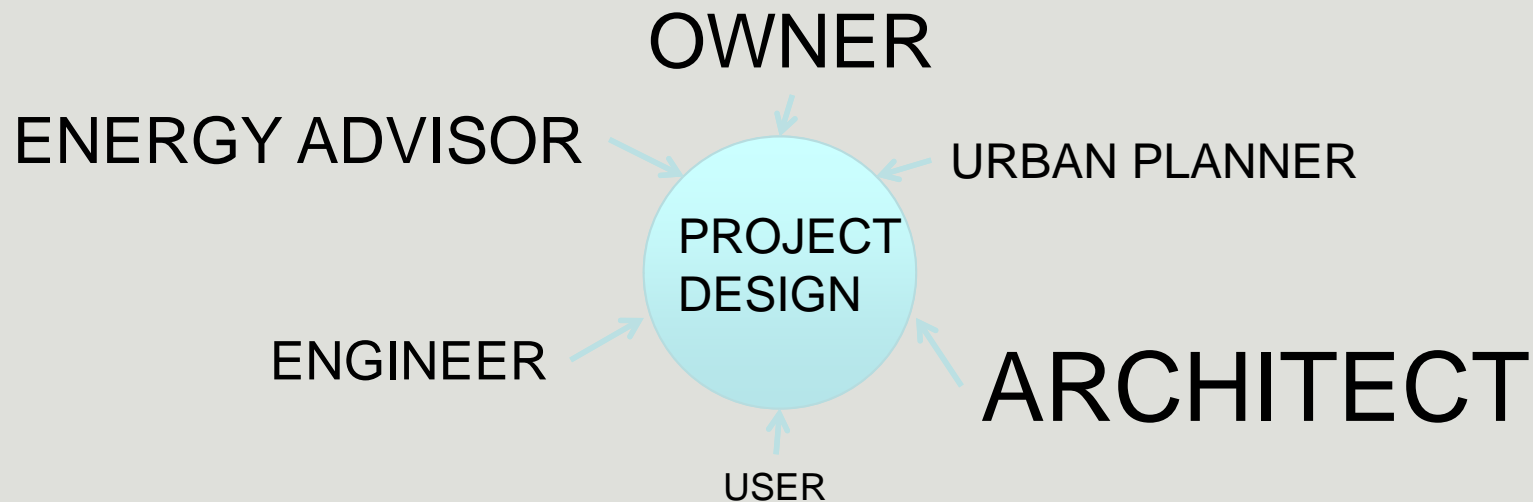 OWNER
ENERGY ADVISOR
URBAN PLANNER
PROJECT
DESIGN
ENGINEER
ARCHITECT
USER